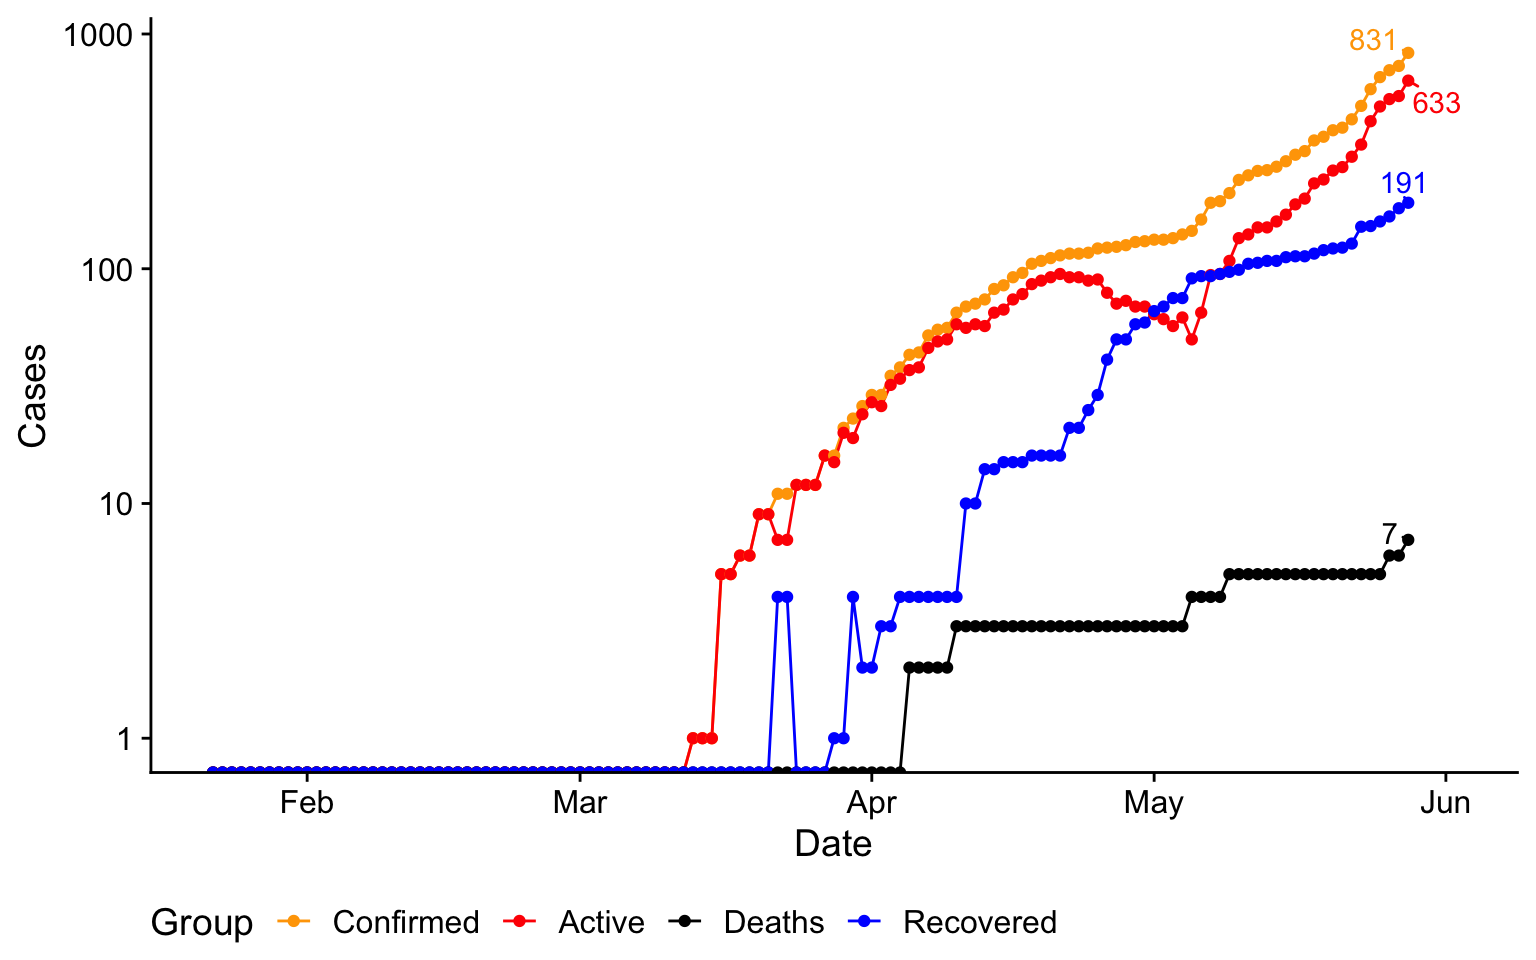 1000
831
633
191
100
Cases
10
7
1
Feb Mar Apr May Jun
Date
Group Confirmed Active Deaths Recovered